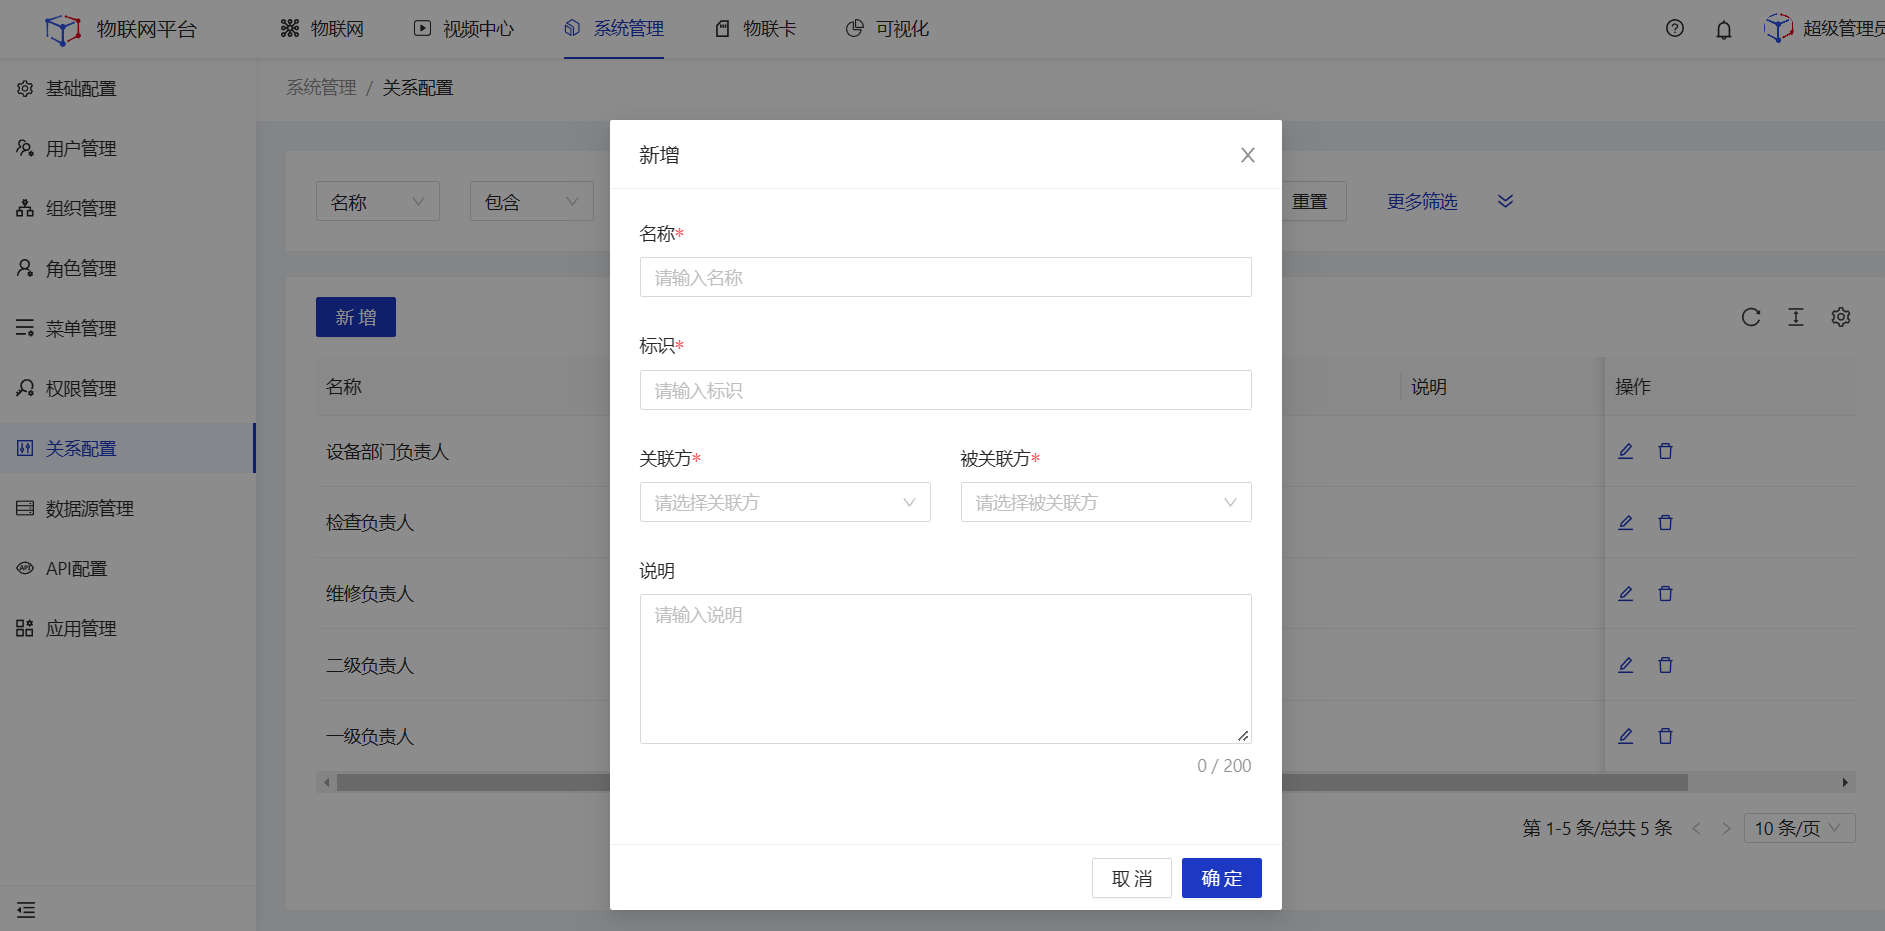 物联网平台
物联网
视频中心
系统管理
物联卡
可视化
超级管理员
基础配置
用户管理
组织管理
角色管理
菜单管理
权限管理
关系配置
数据源管理
API配置
应用管理
系统管理 / 关系配置
名称
包含
重置
更多筛选
新增
名称
说明
操作
设备部门负责人
检查负责人
维修负责人
二级负责人
一级负责人
第 1-5 条/总共 5 条
10 条/页
新增
名称*
请输入名称
标识*
请输入标识
关联方*
被关联方*
请选择关联方
请选择被关联方
说明
请输入说明
0 / 200
取消
确定